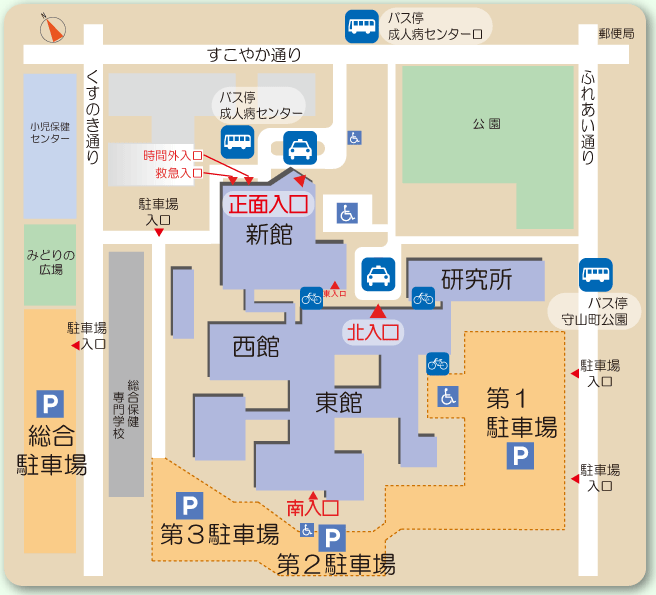 N
バス停
成人病センター口
郵便局
すこやか通り
くすのき通り
ふれあい通り
バス停
成人病センター
小児保健
センター
公園
時間外入口
救急入口
駐車場
入口
正面入口
新館
みどりの
広場
東入口
研究所
バス停
守山町公園
駐車場
入口
北入口
西館
駐車場
入口
P
総合
駐車場
総合保健
専門学校
東館
第1
駐車場
P
駐車場
入口
P
第3駐車場
南入口
P
第2駐車場